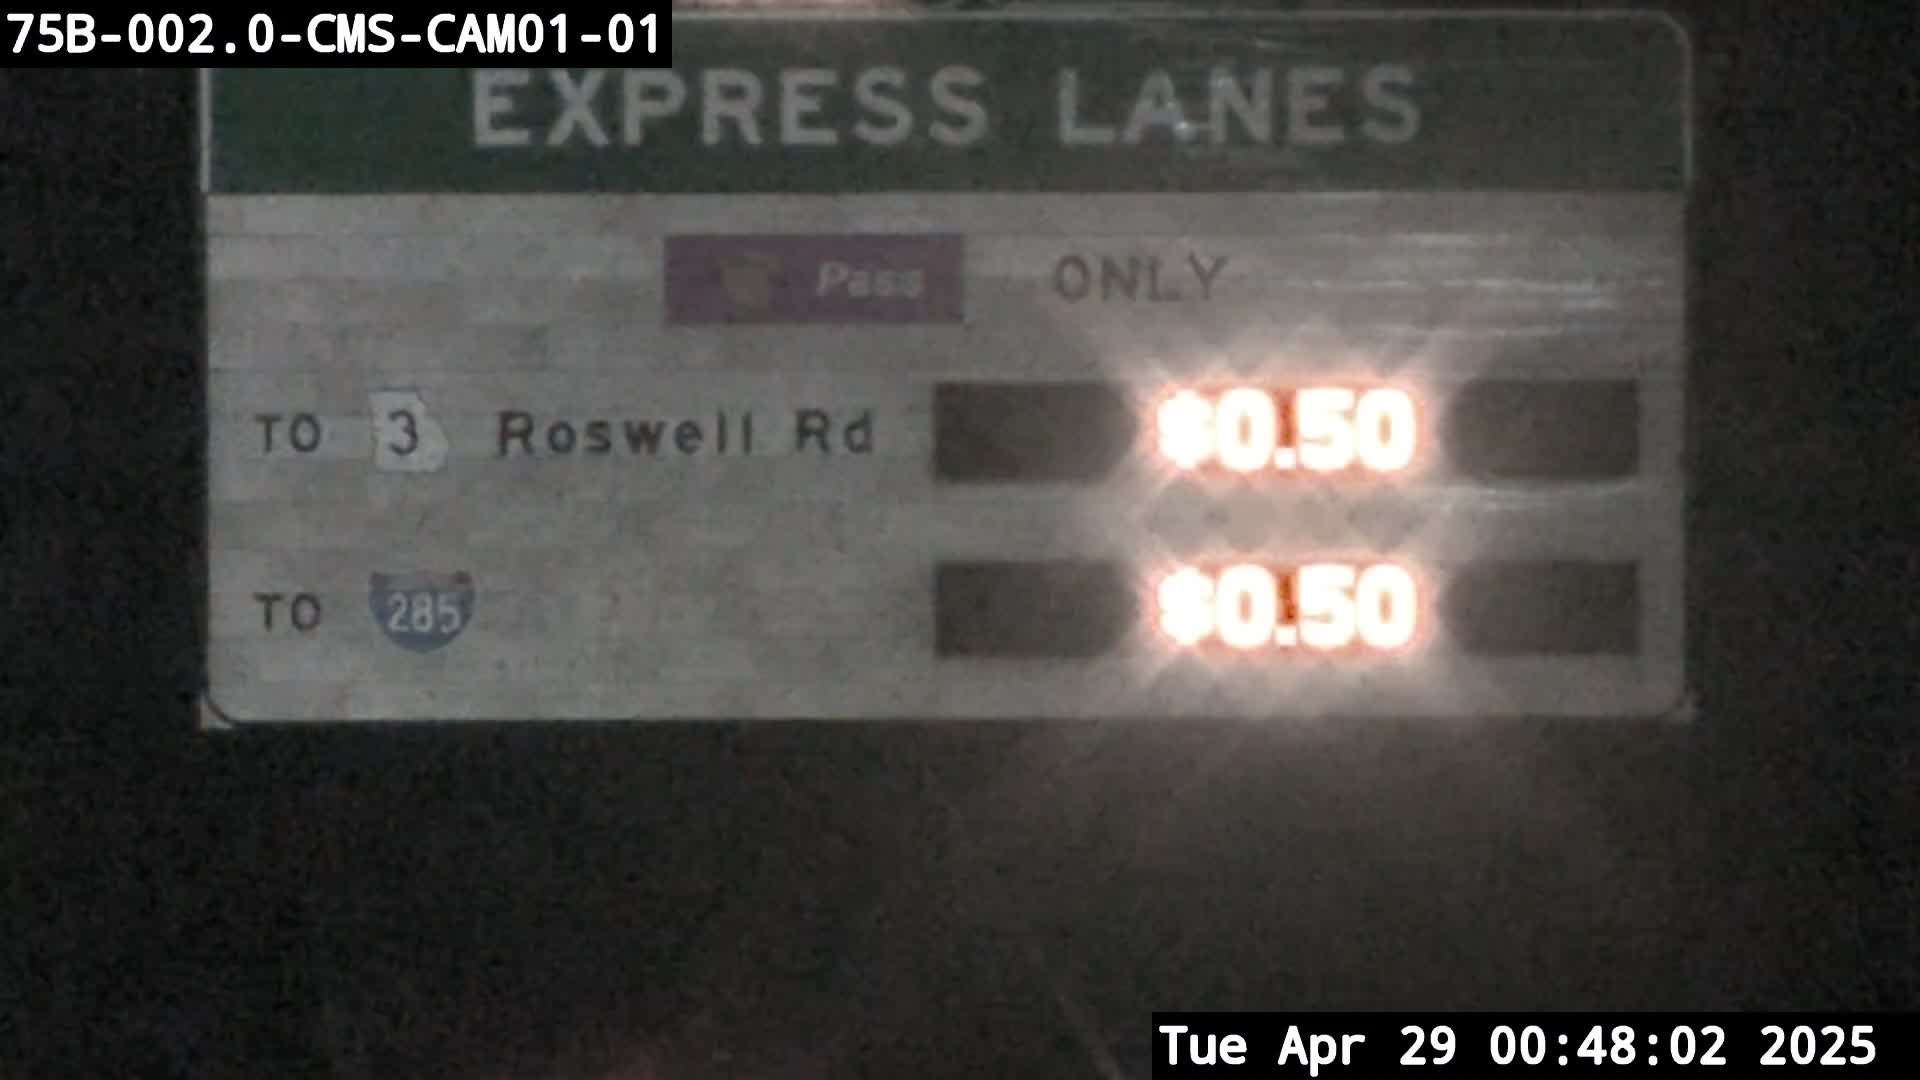 75B-002.0-CMS-CAM01-01
EXPRESS LANES
Pass ONLY
TO 3 Roswell Rd $0.50
TO 285 $0.50
Tue Apr 29 00:48:02 2025